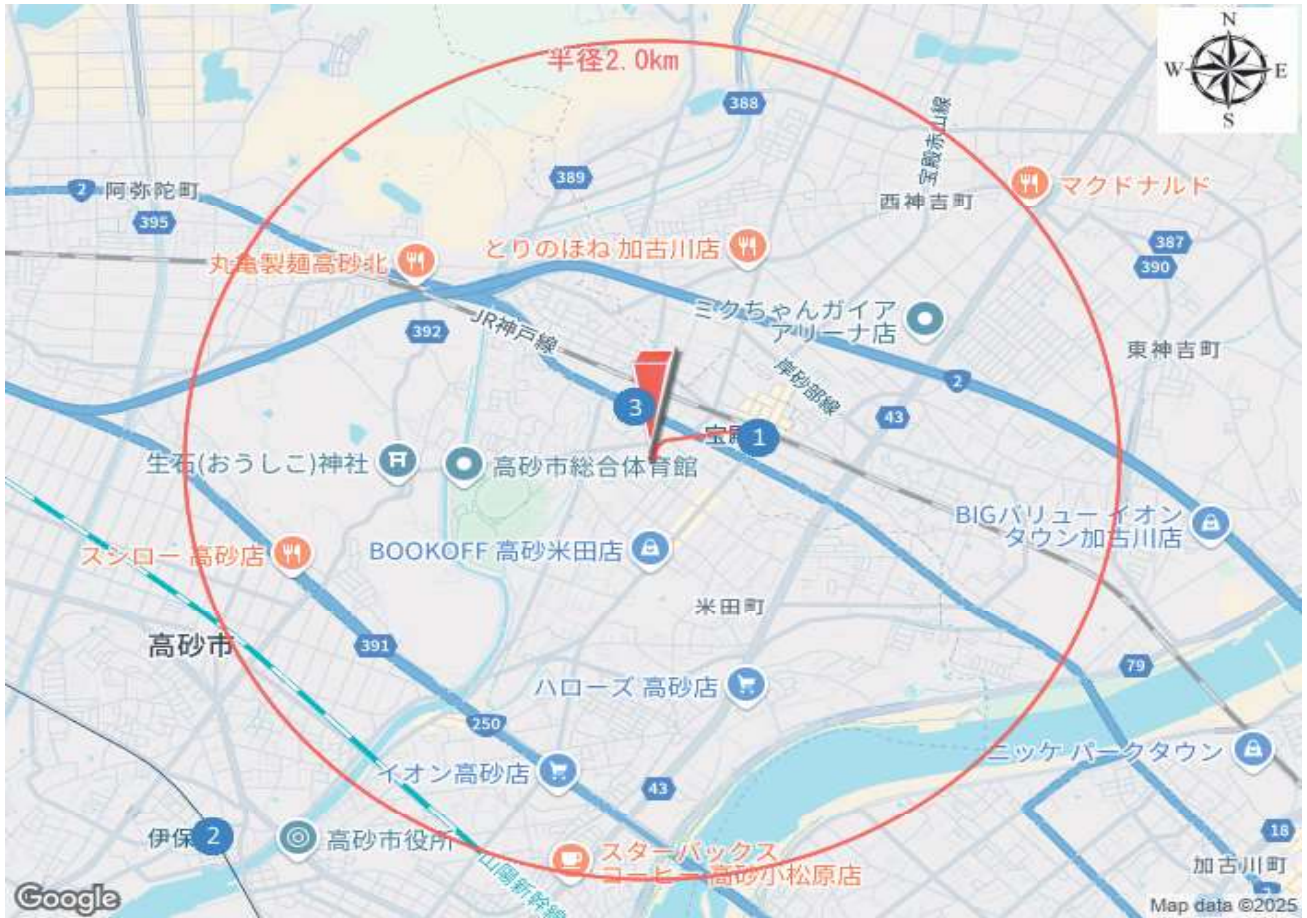 半径2.0km
N
W
E
S
388
宝殿赤山線
389
マクドナルド
2
阿弥陀町
395
西神吉町
387
390
とりのほね 加古川店
丸亀製麺高砂北
392
JR神戸線
ミクちゃんガイア
アリーナ店
東神吉町
岸砂部線
2
43
3
1
生石(おうしこ)神社
高砂市総合体育館
BIGバリュー イオン
タウン加古川店
スシロー 高砂店
BOOKOFF 高砂米田店
米田町
高砂市
391
79
ハローズ 高砂店
250
ニッケ パークタウン
イオン高砂店
43
伊保
2
高砂市役所
18
山陽新幹線
スターバックス
コーヒー 高砂小松原店
加古川町
2
Google
Map data ©2025